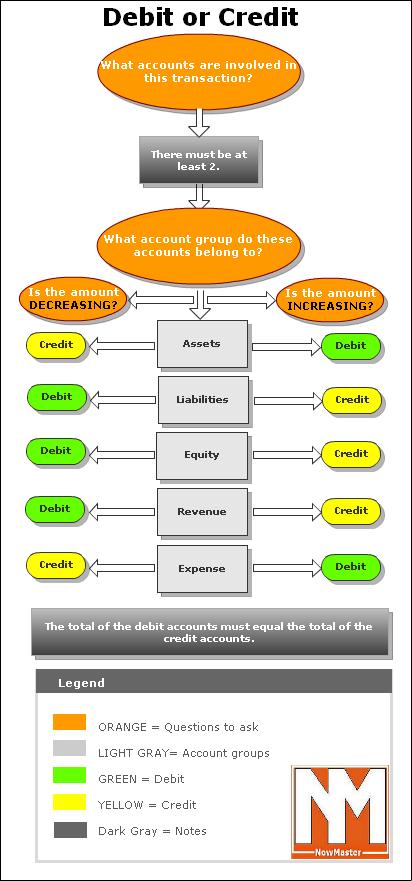 Debit or Credit
What accounts are involved in
this transaction?
There must be at
least 2.
What account group do these
accounts belong to?
Is the amount
DECREASING?
Is the amount
INCREASING?
Credit
Assets
Debit
Debit
Liabilities
Credit
Debit
Equity
Credit
Debit
Revenue
Credit
Credit
Expense
Debit
The total of the debit accounts must equal the total of the
credit accounts.
Legend
ORANGE = Questions to ask
LIGHT GRAY= Account groups
GREEN = Debit
YELLOW = Credit
Dark Gray = Notes
NM
NowMaster